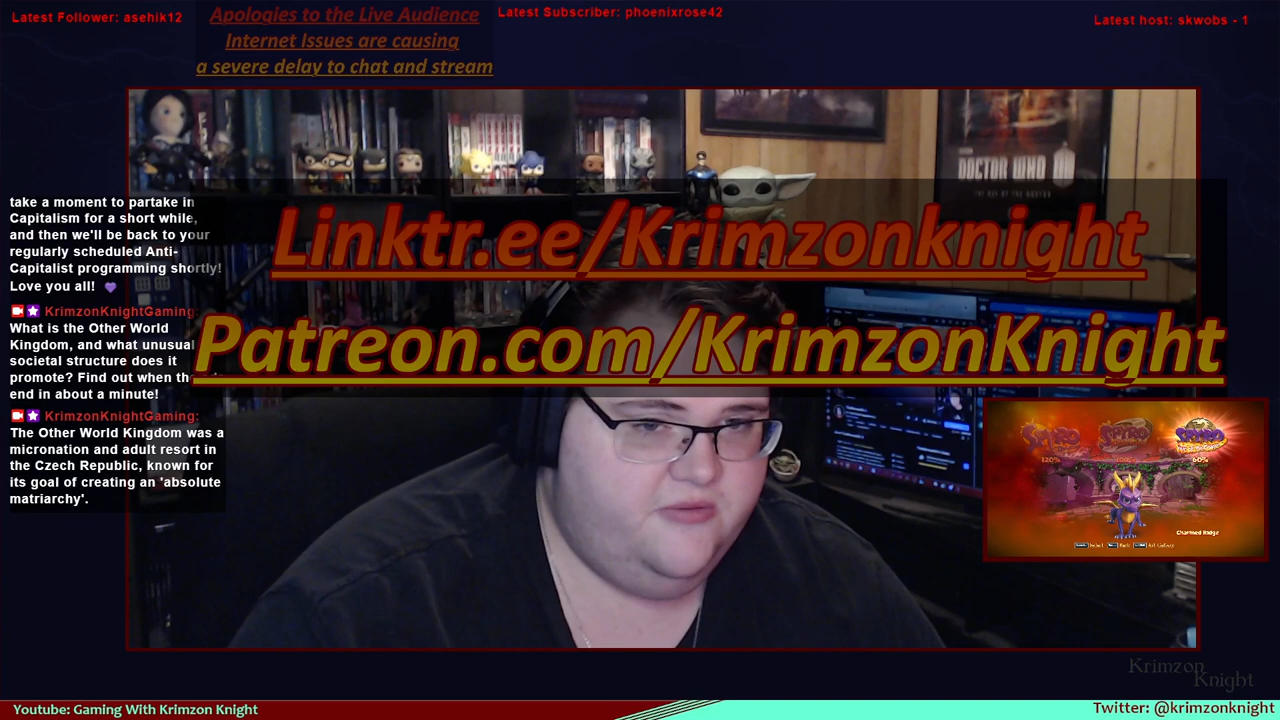 Latest Follower: asehik12
Apologies to the Live Audience
Internet Issues are causing
a severe delay to chat and stream
Latest Subscriber: phoenixrose42
Latest host: skwobs - 1
DOCTOR WHO
take a moment to partake in
Capitalism for a short while,
and then we'll be back to your
regularly scheduled Anti-
Capitalist programming shortly!
Love you all!
KrimzonKnightGaming:
What is the Other World
Kingdom, and what unusual
societal structure does it
promote? Find out when th
end in about a minute!
KrimzonKnightGaming:
The Other World Kingdom was a
micronation and adult resort in
the Czech Republic, known for
its goal of creating an 'absolute
matriarchy'.
Linktr.ee/Krimzonknight
Patreon.com/KrimzonKnight
SPYRO
SPYRO
SPYRO
120%
60%
Charmed Ridge
Krimzon
Knight
Youtube: Gaming With Krimzon Knight
Twitter: @krimzonknight